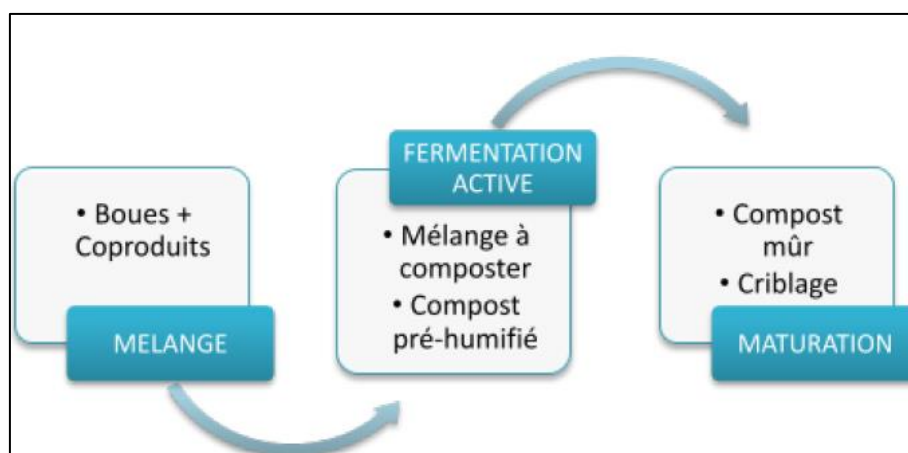 • Boues +
Coproduits
MELANGE
FERMENTATION
ACTIVE
• Mélange à
composter
• Compost
pré-humifié
• Compost
mûr
• Criblage
MATURATION